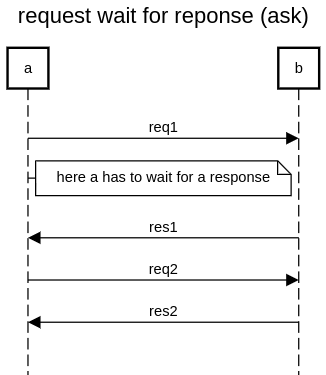 request wait for reponse (ask)
a
b
req1
here a has to wait for a response
res1
req2
res2